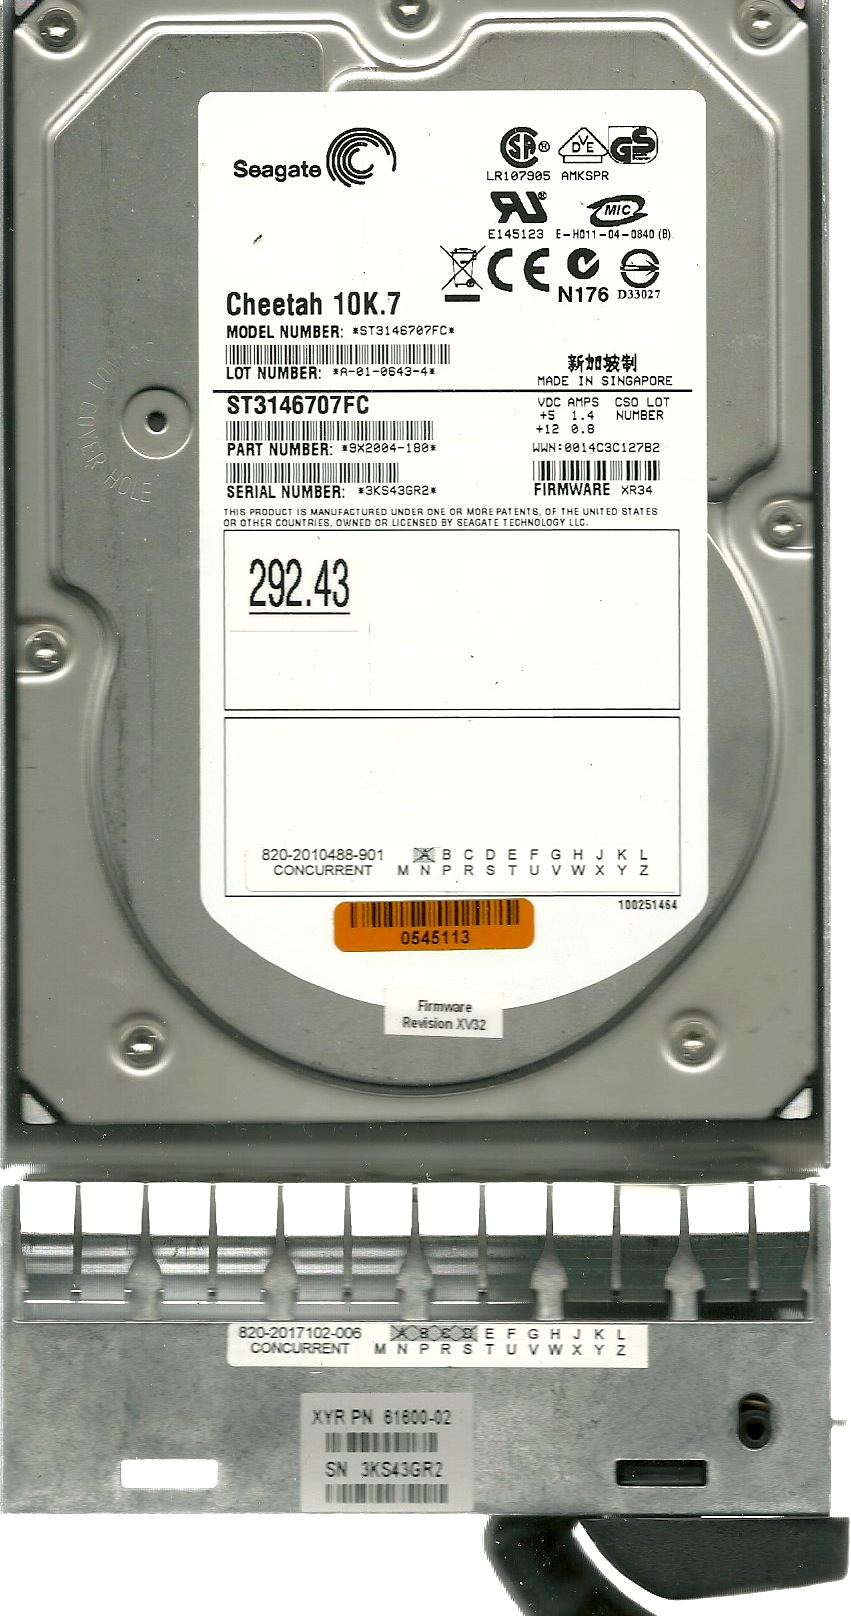 Seagate
LR107905 AMKSPR
E145123 E-H011-04-0840 (B)
N176 D33027
Cheetah 10K.7
MODEL NUMBER: *ST3146707FC*
LOT NUMBER: *A-01-0643-4*
新加坡制
MADE IN SINGAPORE
ST3146707FC
VDC AMPS CSO LOT
+5 1.4 NUMBER
+12 0.8
PART NUMBER: *9X2004-180*
WWN:0014C3C127B2
SERIAL NUMBER: *3KS43GR2*
FIRMWARE XR34
THIS PRODUCT IS MANUFACTURED UNDER ONE OR MORE PATENTS, OF THE UNITED STATES
OR OTHER COUNTRIES, OWNED OR LICENSED BY SEAGATE TECHNOLOGY LLC.
292.43
820-2010488-901 A B C D E F G H J K L
CONCURRENT M N P R S T U V W X Y Z
100251464
0545113
Firmware
Revision XV32
820-2017102-006 A B C D E F G H J K L
CONCURRENT M N P R S T U V W X Y Z
XYR PN 61600-02
SN 3KS43GR2